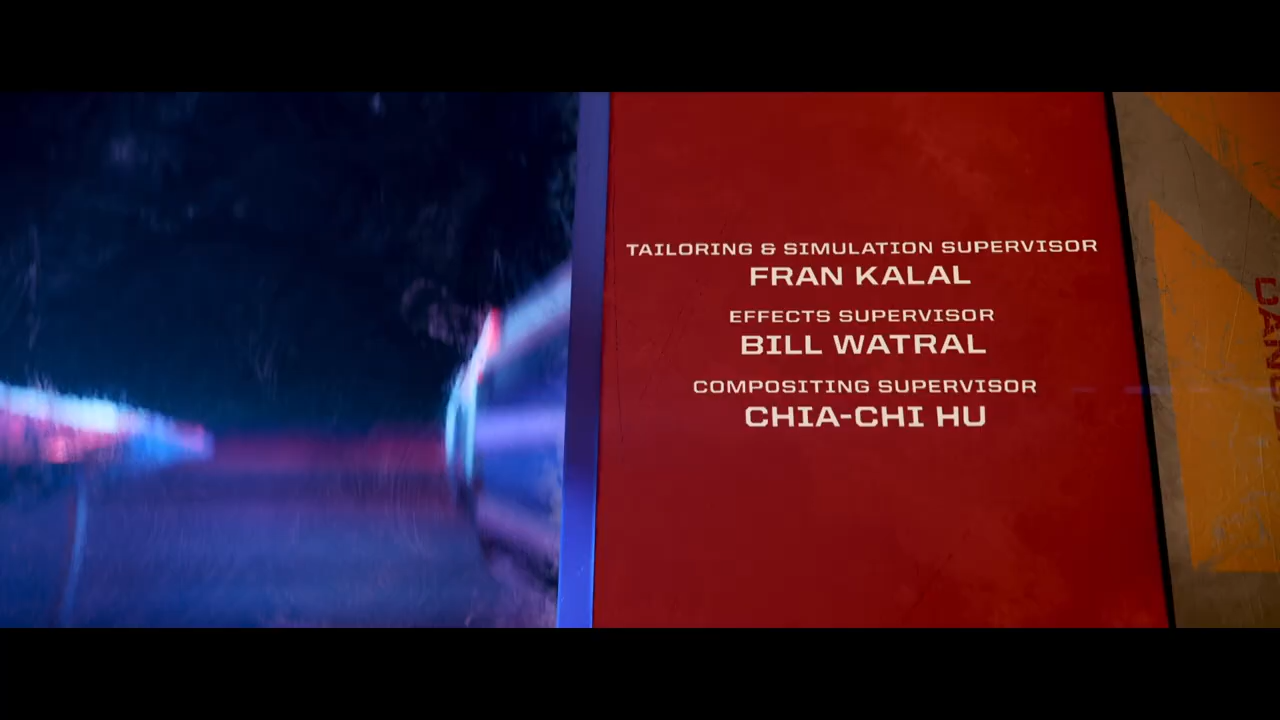 TAILORING & SIMULATION SUPERVISOR
FRAN KALAL
EFFECTS SUPERVISOR
BILL WATRAL
COMPOSITING SUPERVISOR
CHIA-CHI HU